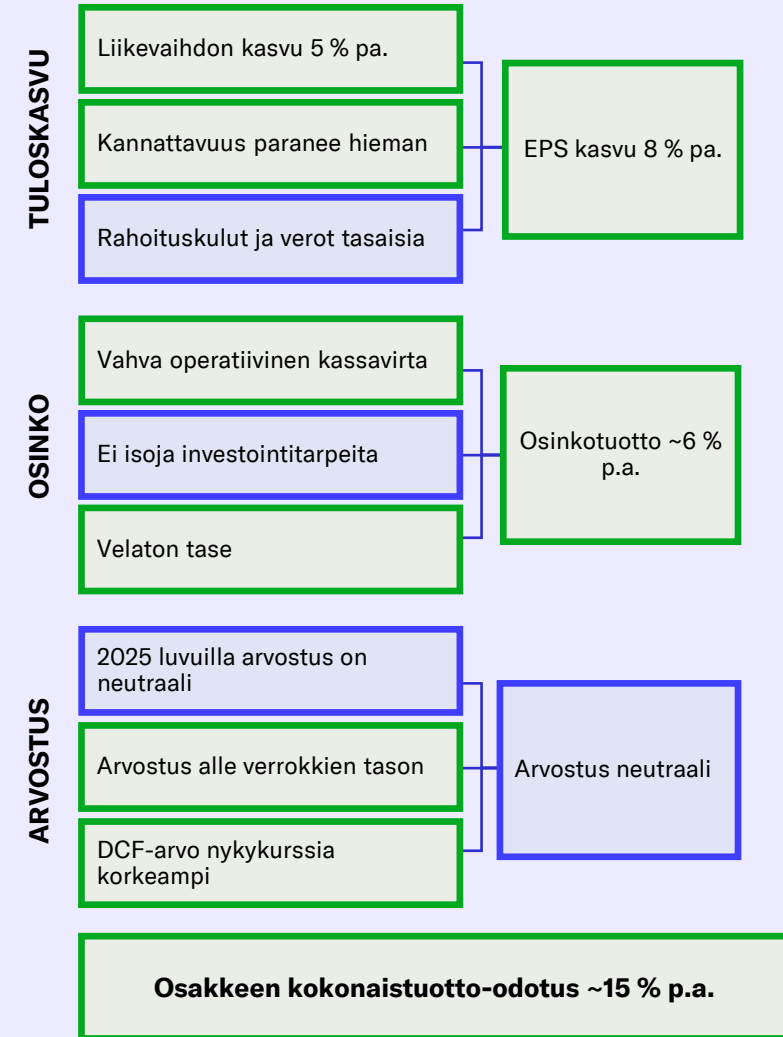 TULOSKASVU
Liikevaihdon kasvu 5 % pa.
Kannattavuus paranee hieman
Rahoituskulut ja verot tasaisia
EPS kasvu 8 % pa.
OSINKO
Vahva operatiivinen kassavirta
Ei isoja investointitarpeita
Velaton tase
Osinkotuotto ~6 %
p.a.
ARVOSTUS
2025 luvuilla arvostus on
neutraali
Arvostus alle verrokkien tason
DCF-arvo nykykurssia
korkeampi
Arvostus neutraali
Osakkeen kokonaistuotto-odotus ~15 % p.a.